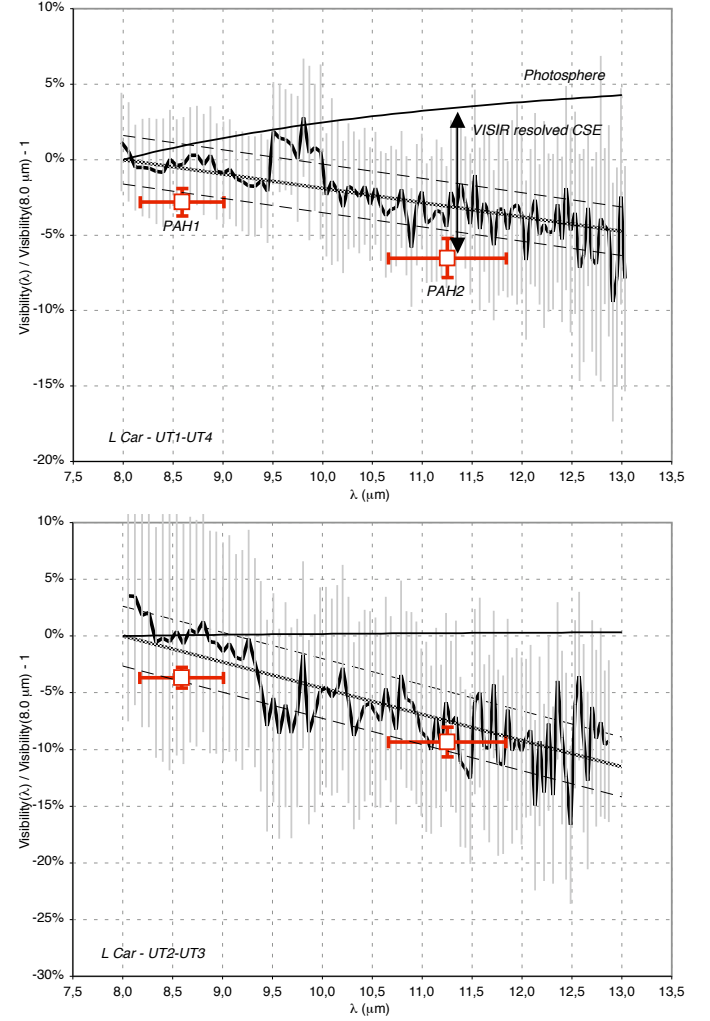 10%
5%
0%
-5%
-10%
-15%
-20%
Visibility(λ) / Visibility(8.0 μm) - 1
Photosphere
VISIR resolved CSE
PAH1
PAH2
L Car - UT1-UT4
7,5 8,0 8,5 9,0 9,5 10,0 10,5 11,0 11,5 12,0 12,5 13,0 13,5
λ (μm)
10%
5%
0%
-5%
-10%
-15%
-20%
-25%
-30%
Visibility(λ) / Visibility(8.0 μm) - 1
L Car - UT2-UT3
7,5 8,0 8,5 9,0 9,5 10,0 10,5 11,0 11,5 12,0 12,5 13,0 13,5
λ (μm)